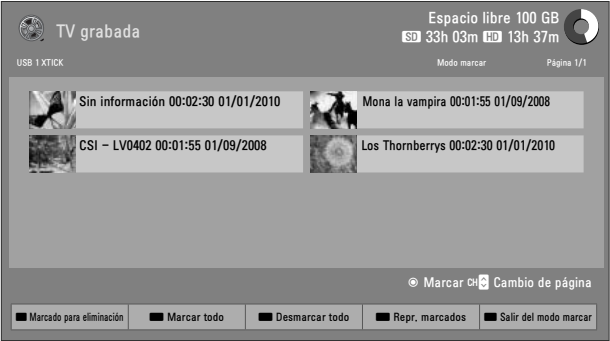 TV grabada
Espacio libre 100 GB
SD 33h 03m HD 13h 37m
USB 1 XTICK
Modo marcar
Página 1/1
Sin información 00:02:30 01/01/2010
Mona la vampira 00:01:55 01/09/2008
CSI – LV0402 00:01:55 01/09/2008
Los Thornberrys 00:02:30 01/01/2010
Marcar CH Cambio de página
Marcado para eliminación
Marcar todo
Desmarcar todo
Repr. marcados
Salir del modo marcar